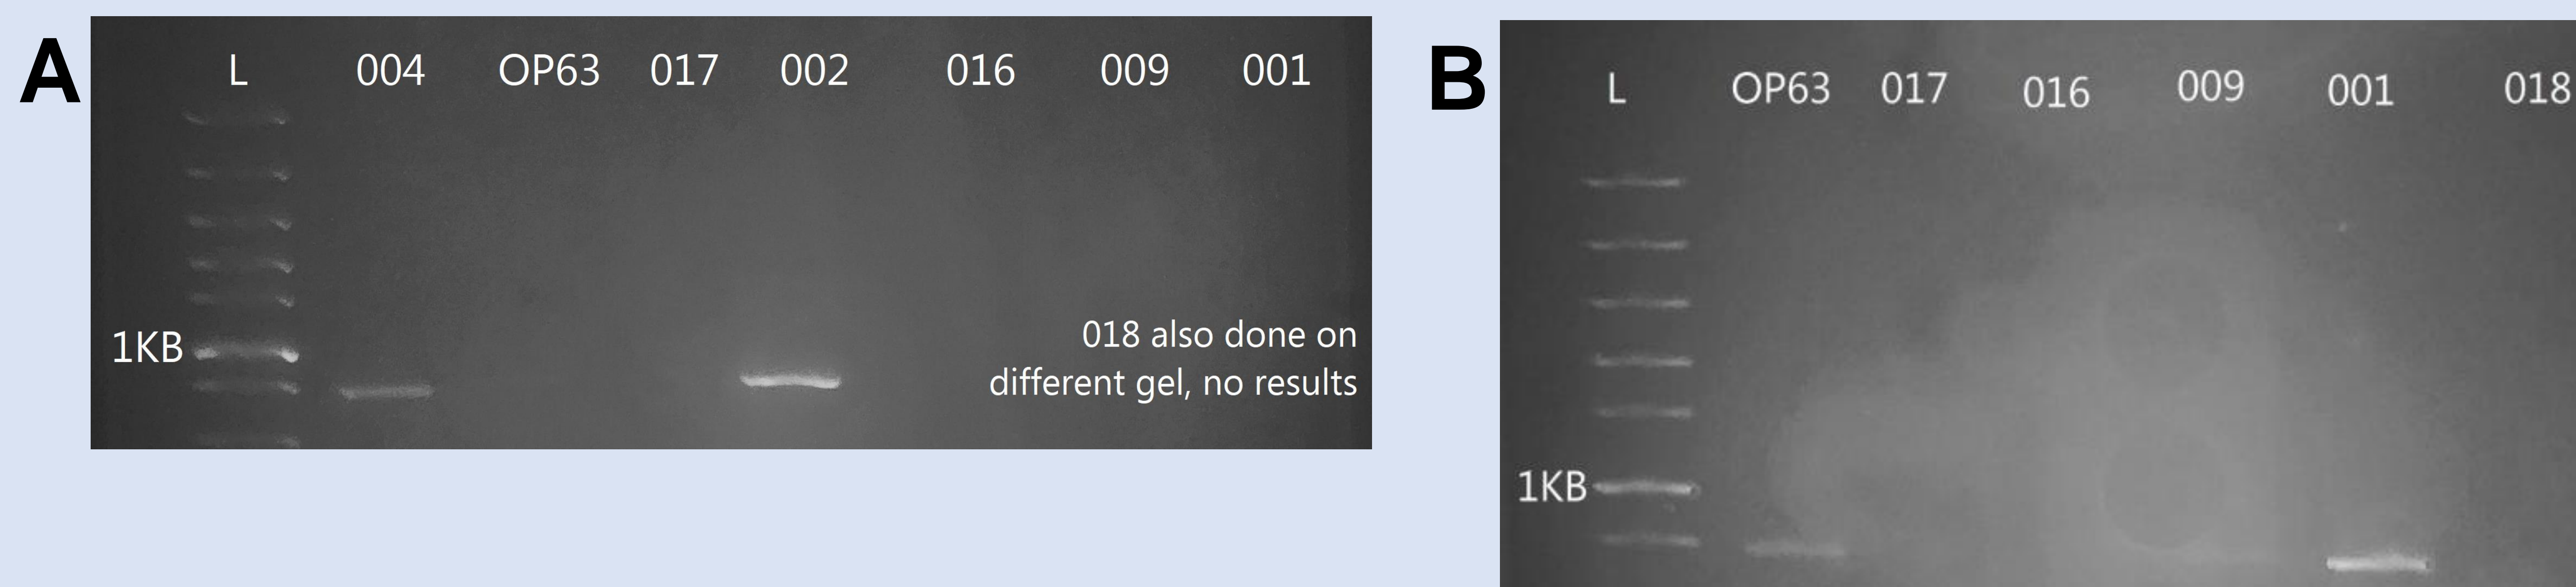 A
L 004 OP63 017 002 016 009 001
1KB
018 also done on
different gel, no results
B
L OP63 017 016 009 001 018
1KB